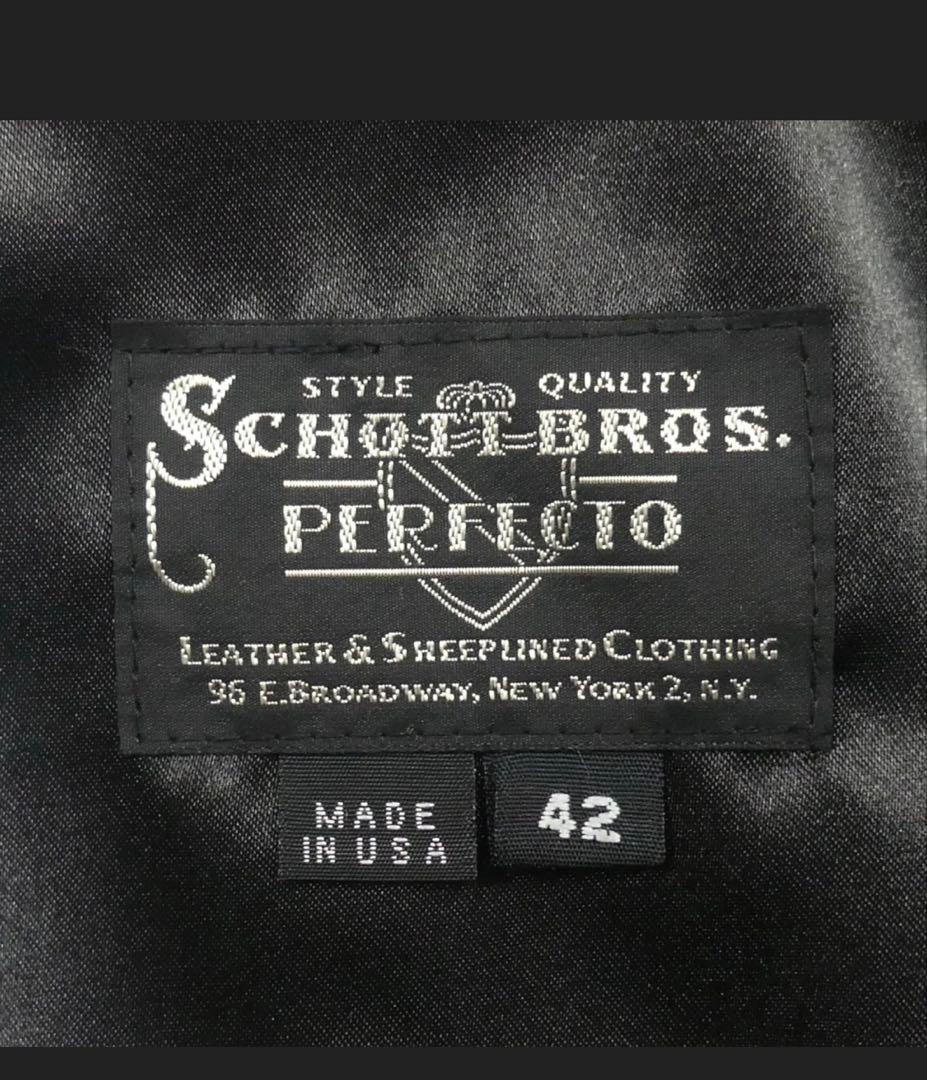 STYLE QUALITY
SCHOTT BROS.
PERFECTO
LEATHER & SHEEPLINED CLOTHING
96 E. BROADWAY, NEW YORK 2, N.Y.
MADE
IN USA
42